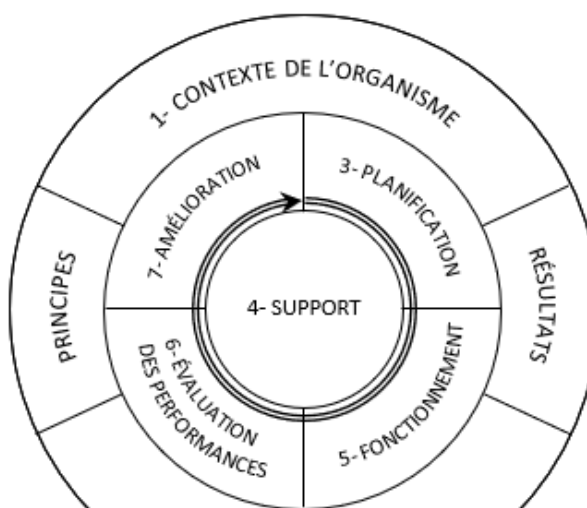 1- CONTEXTE DE L'ORGANISME
7- AMÉLIORATION
3- PLANIFICATION
PRINCIPES
4- SUPPORT
RÉSULTATS
6- ÉVALUATION
DES PERFORMANCES
5- FONCTIONNEMENT